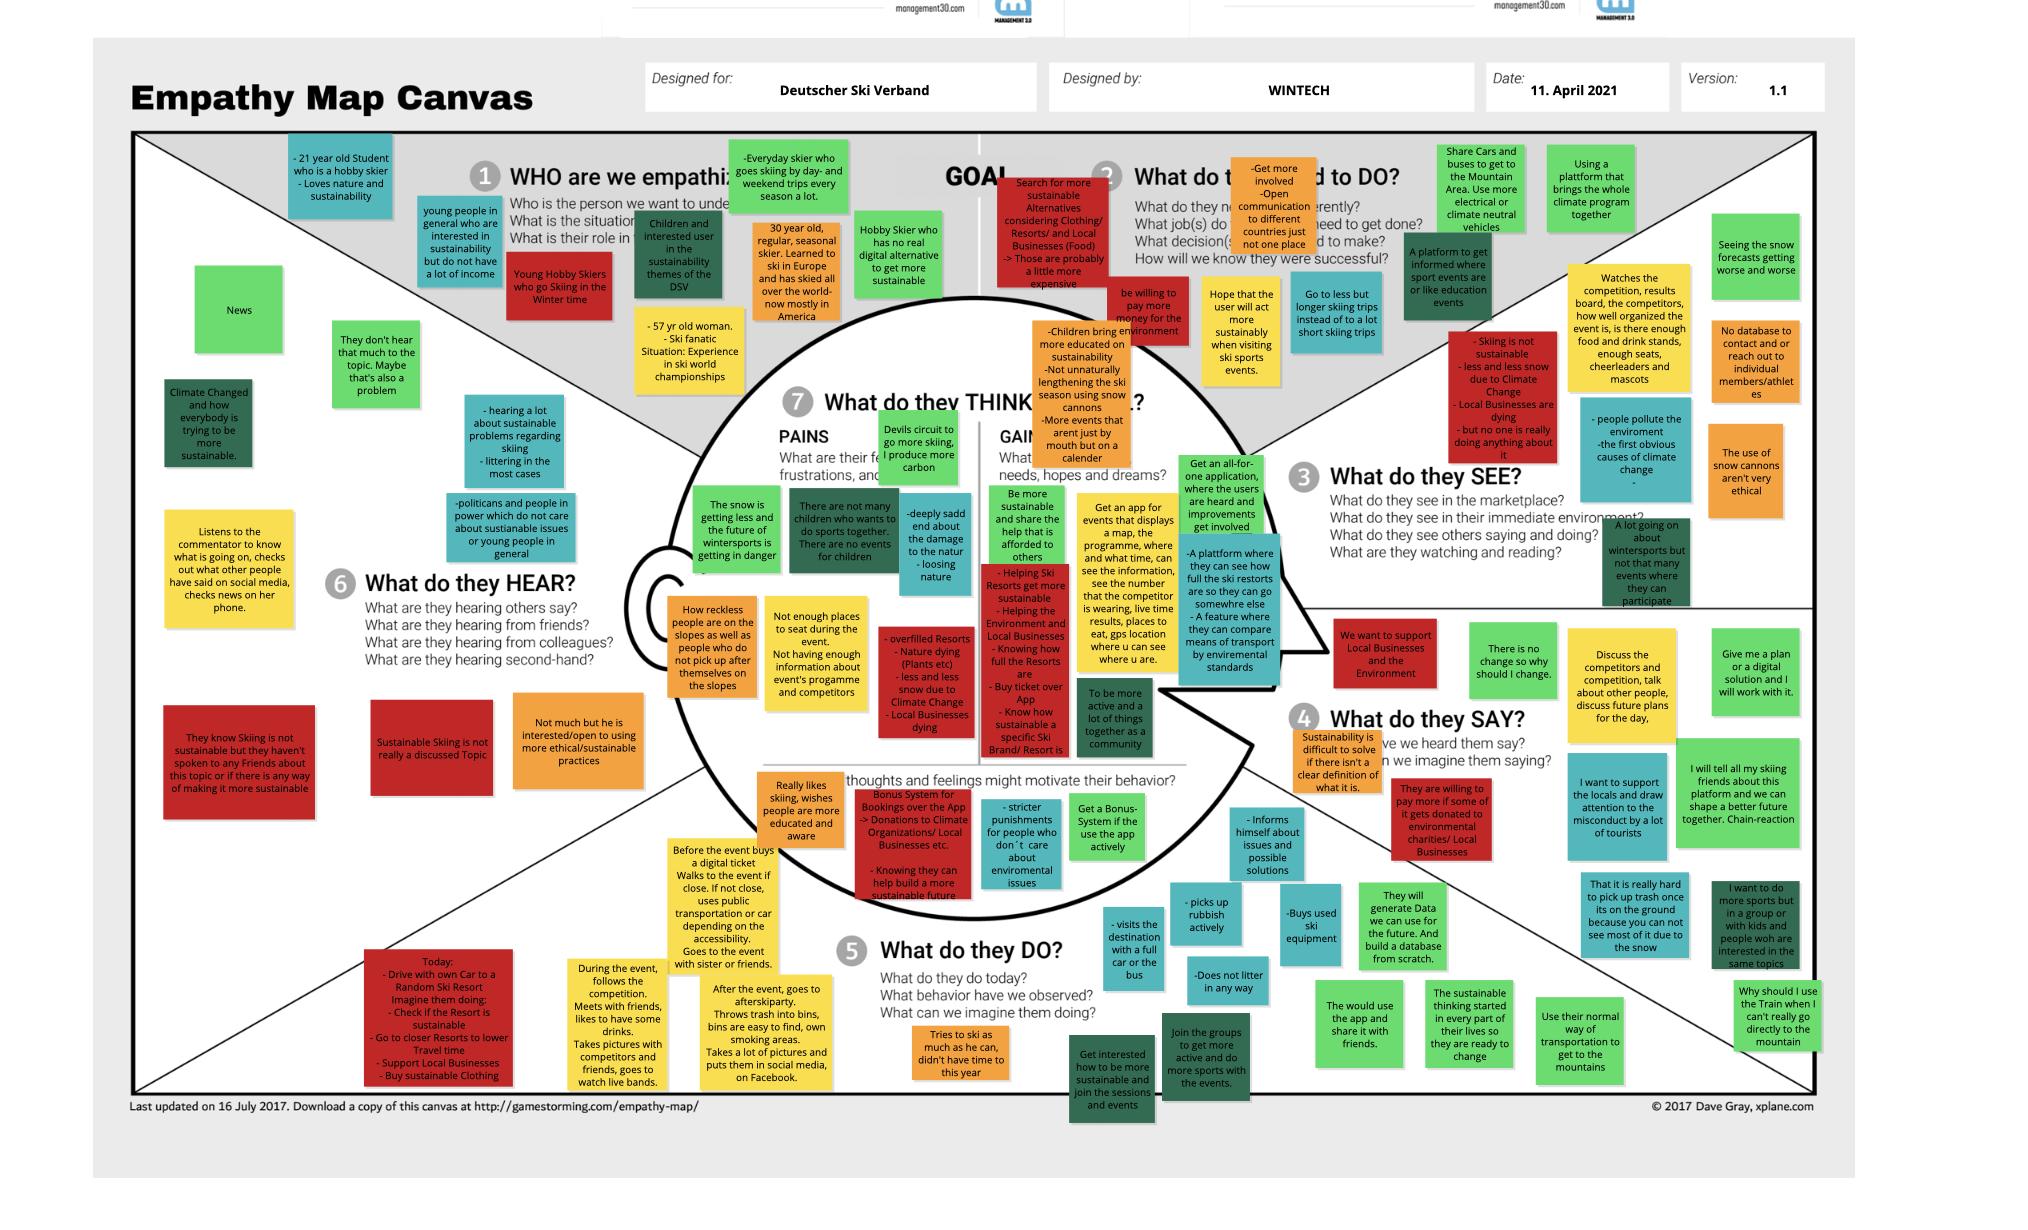 management30.com
MANAGEMENT 3.0
management30.com
MANAGEMENT 3.0
Empathy Map Canvas
Designed for:
Deutscher Ski Verband
Designed by:
WINTECH
Date:
11. April 2021
Version:
1.1
GOAL
1
WHO are we empathi
Who is the person we want to unde
What is the situation
What is their role in
- 21 year old Student
who is a hobby skier
- Loves nature and
sustainability
young people in
general who are
interested in
sustainability
but do not have
a lot of income
Young Hobby Skiers
who go Skiing in the
Winter time
Children and
interested user
in the
sustainability
themes of the
DSV
-Everyday skier who
goes skiing by day- and
weekend trips every
season a lot.
30 year old,
regular, seasonal
skier. Learned to
ski in Europe
and has skied all
over the world-
now mostly in
America
Hobby Skier who
has no real
digital alternative
to get more
sustainable
- 57 yr old woman.
- Ski fanatic
Situation: Experience
in ski world
championships
2
What do t
d to DO?
What do they n
erently?
What job(s) do
need to get done?
What decision(s
d to make?
How will we know they were successful?
Search for more
sustainable
Alternatives
considering Clothing/
Resorts/ and Local
Businesses (Food)
-> Those are probably
a little more
expensive
-Get more
involved
-Open
communication
to different
countries just
not one place
Share Cars and
buses to get to
the Mountain
Area. Use more
electrical or
climate neutral
vehicles
Using a
plattform that
brings the whole
climate program
together
A platform to get
informed where
sport events are
or like education
events
be willing to
pay more
money for the
environment
Hope that the
user will act
more
sustainably
when visiting
ski sports
events.
Go to less but
longer skiing trips
instead of to a lot
short skiing trips
3
What do they SEE?
What do they see in the marketplace?
What do they see in their immediate environment?
What do they see others saying and doing?
What are they watching and reading?
- Skiing is not
sustainable
- less and less snow
due to Climate
Change
- Local Businesses are
dying
- but no one is really
doing anything about
it
Watches the
competition, results
board, the competitors,
how well organized the
event is, is there enough
food and drink stands,
enough seats,
cheerleaders and
mascots
Seeing the snow
forecasts getting
worse and worse
No database to
contact and or
reach out to
individual
members/athlet
es
- people pollute the
enviroment
-the first obvious
causes of climate
change
-
The use of
snow cannons
aren't very
ethical
A lot going on
about
wintersports but
not that many
events where
they can
participate
4
What do they SAY?
ve we heard them say?
n we imagine them saying?
We want to support
Local Businesses
and the
Environment
There is no
change so why
should I change.
Discuss the
competitors and
competition, talk
about other people,
discuss future plans
for the day,
Give me a plan
or a digital
solution and I
will work with it.
Sustainability is
difficult to solve
if there isn't a
clear definition of
what it is.
They are willing to
pay more if some of
it gets donated to
environmental
charities/ Local
Businesses
I want to support
the locals and draw
attention to the
misconduct by a lot
of tourists
I will tell all my skiing
friends about this
platform and we can
shape a better future
together. Chain-reaction
That it is really hard
to pick up trash once
its on the ground
because you can not
see most of it due to
the snow
I want to do
more sports but
in a group or
with kids and
people woh are
interested in the
same topics
Why should I use
the Train when I
can't really go
directly to the
mountain
5
What do they DO?
What do they do today?
What behavior have we observed?
What can we imagine them doing?
Today:
- Drive with own Car to a
Random Ski Resort
Imagine them doing:
- Check if the Resort is
sustainable
- Go to closer Resorts to lower
Travel time
- Support Local Businesses
- Buy sustainable Clothing
Before the event buys
a digital ticket
Walks to the event if
close. If not close,
uses public
transportation or car
depending on the
accessibility.
Goes to the event
with sister or friends.
During the event,
follows the
competition.
Meets with friends,
likes to have some
drinks.
Takes pictures with
competitors and
friends, goes to
watch live bands.
After the event, goes to
afterskiparty.
Throws trash into bins,
bins are easy to find, own
smoking areas.
Takes a lot of pictures and
puts them in social media,
on Facebook.
Tries to ski as
much as he can,
didn't have time to
this year
Get interested
how to be more
sustainable and
join the sessions
and events
Join the groups
to get more
active and do
more sports with
the events.
- visits the
destination
with a full
car or the
bus
- picks up
rubbish
actively
-Does not litter
in any way
- Informs
himself about
issues and
possible
solutions
-Buys used
ski
equipment
They will
generate Data
we can use for
the future. And
build a database
from scratch.
The would use
the app and
share it with
friends.
The sustainable
thinking started
in every part of
their lives so
they are ready to
change
Use their normal
way of
transportation to
get to the
mountains
6
What do they HEAR?
What are they hearing others say?
What are they hearing from friends?
What are they hearing from colleagues?
What are they hearing second-hand?
News
They don't hear
that much to the
topic. Maybe
that's also a
problem
Climate Changed
and how
everybody is
trying to be
more
sustainable.
- hearing a lot
about sustainable
problems regarding
skiing
- littering in the
most cases
-politicians and people in
power which do not care
about sustianable issues
or young people in
general
Listens to the
commentator to know
what is going on, checks
out what other people
have said on social media,
checks news on her
phone.
They know Skiing is not
sustainable but they haven't
spoken to any Friends about
this topic or if there is any way
of making it more sustainable
Sustainable Skiing is not
really a discussed Topic
Not much but he is
interested/open to using
more ethical/sustainable
practices
7
What do they THINK
L?
PAINS
What are their fe
frustrations, and
GAIN
What
needs, hopes and dreams?
Devils circuit to
go more skiing,
I produce more
carbon
The snow is
getting less and
the future of
wintersports is
getting in danger
There are not many
children who wants to
do sports together.
There are no events
for children
-deeply sadd
end about
the damage
to the natur
- loosing
nature
How reckless
people are on the
slopes as well as
people who do
not pick up after
themselves on
the slopes
Not enough places
to seat during the
event.
Not having enough
information about
event's progamme
and competitors
- overfilled Resorts
- Nature dying
(Plants etc)
- less and less
snow due to
Climate Change
- Local Businesses
dying
-Children bring
more educated on
sustainability
-Not unnaturally
lengthening the ski
season using snow
cannons
-More events that
arent just by
mouth but on a
calender
Be more
sustainable
and share the
help that is
afforded to
others
Get an app for
events that displays
a map, the
programme, where
and what time, can
see the information,
see the number
that the competitor
is wearing, live time
results, places to
eat, gps location
where u can see
where u are.
Get an all-for-
one application,
where the users
are heard and
improvements
get involved
-A plattform where
they can see how
full the ski restorts
are so they can go
somewhre else
- A feature where
they can compare
means of transport
by enviremental
standards
- Helping Ski
Resorts get more
sustainable
- Helping the
Environment and
Local Businesses
- Knowing how
full the Resorts
are
- Buy ticket over
App
- Know how
sustainable a
specific Ski
Brand/ Resort is
To be more
active and a
lot of things
together as a
community
thoughts and feelings might motivate their behavior?
Really likes
skiing, wishes
people are more
educated and
aware
Bonus System for
Bookings over the App
-> Donations to Climate
Organizations/ Local
Businesses etc.
- Knowing they can
help build a more
sustainable future
- stricter
punishments
for people who
don´t care
about
enviromental
issues
Get a Bonus-
System if the
use the app
actively
Last updated on 16 July 2017. Download a copy of this canvas at http://gamestorming.com/empathy-map/
© 2017 Dave Gray, xplane.com